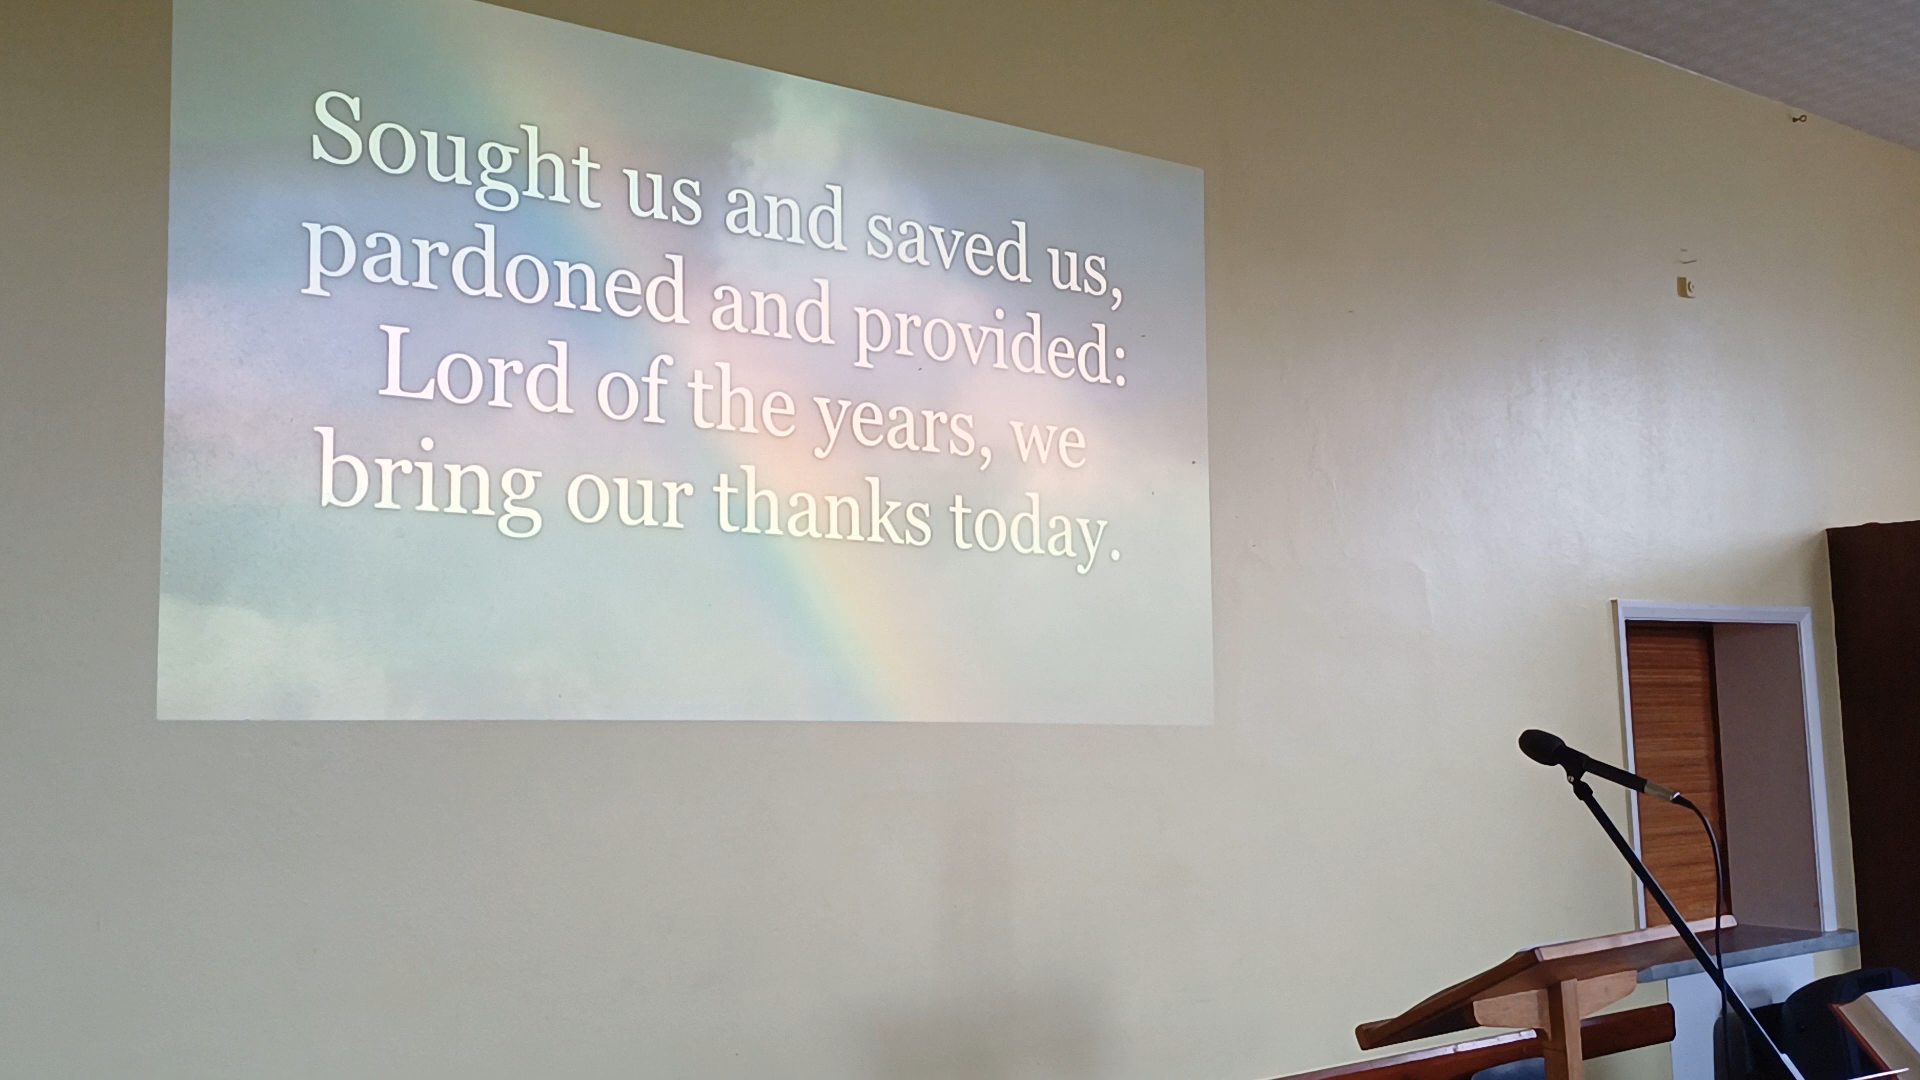 Sought us and saved us,
pardoned and provided:
Lord of the years, we
bring our thanks today.